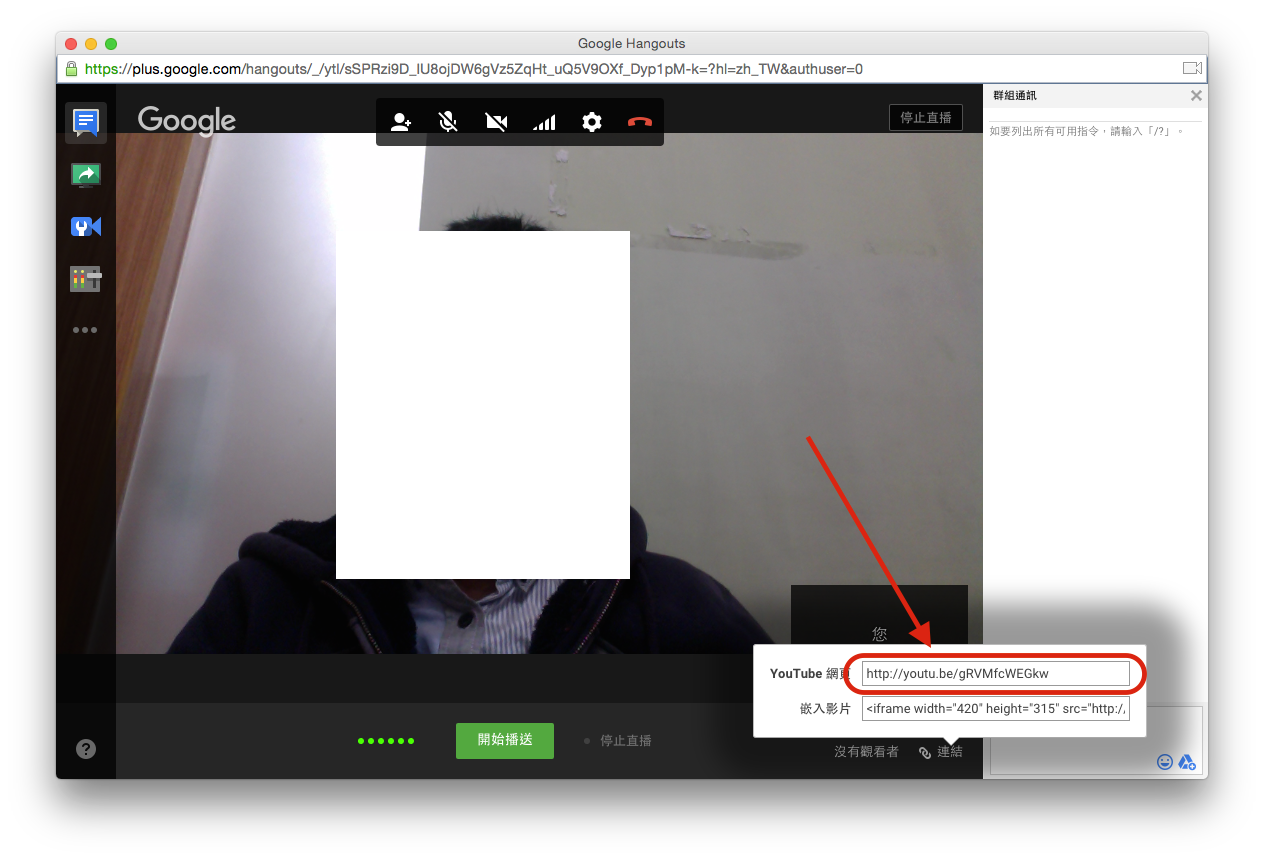 Google Hangouts
https://plus.google.com/hangouts/_/ytl/sSPRzi9D_IU8ojDW6gVz5ZqHt_uQ5V9OXf_Dyp1pM-k=?hl=zh_TW&authuser=0
Google
停止直播
群組通訊
如要列出所有可用指令，請輸入「/?」。
您
YouTube 網頁
http://youtu.be/gRVMfcWEGkw
嵌入影片
<iframe width="420" height="315" src="http:/
開始播送
停止直播
沒有觀看者
連結